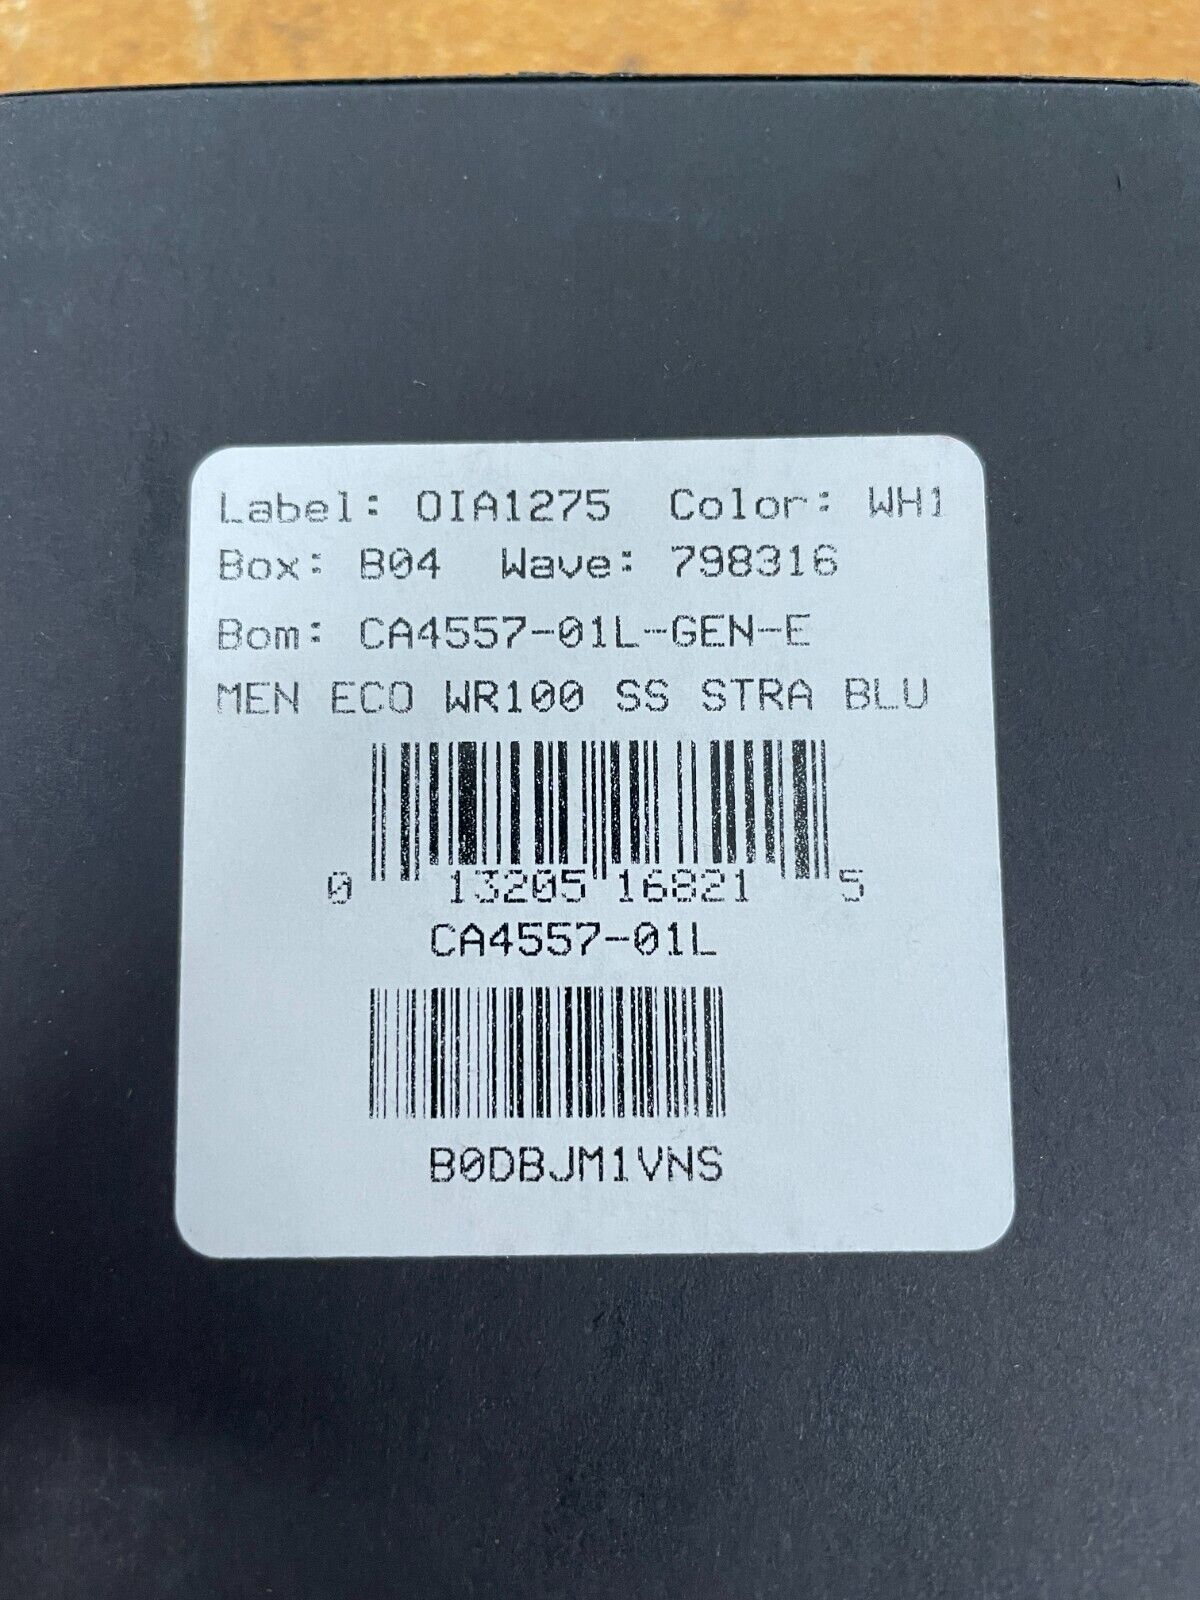 Label: OIA1275 Color: WH1
Box: B04 Wave: 798316
Bom: CA4557-01L-GEN-E
MEN ECO WR100 SS STRA BLU
0 13205 16821 5
CA4557-01L
B0DBJM1VNS